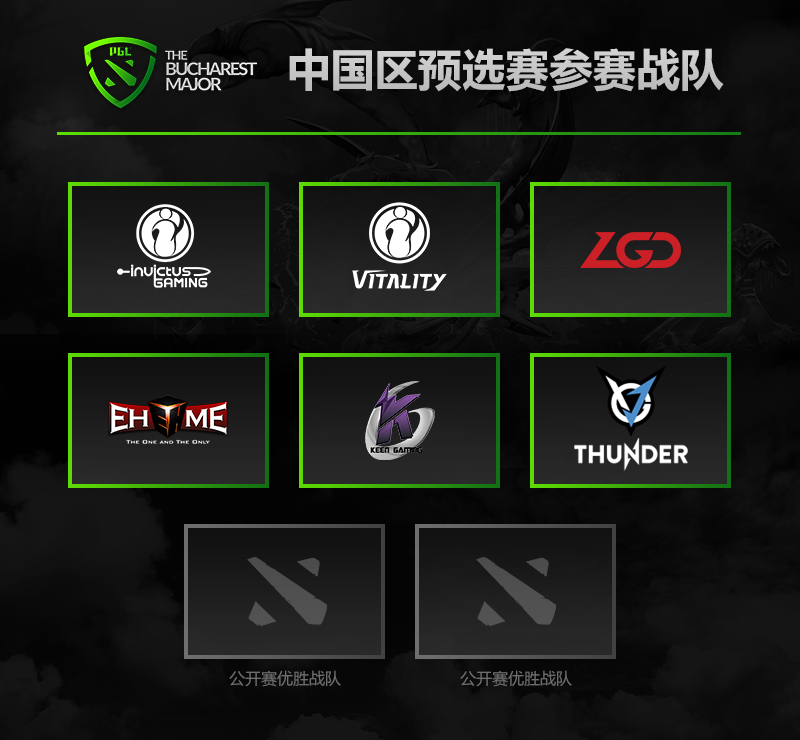 PGL
THE
BUCHAREST
MAJOR
中国区预选赛参赛战队
invictus
GAMING
VITALITY
LGD
EHOME
THE ONE AND THE ONLY
KEEN GAMING
THUNDER
公开赛优胜战队
公开赛优胜战队